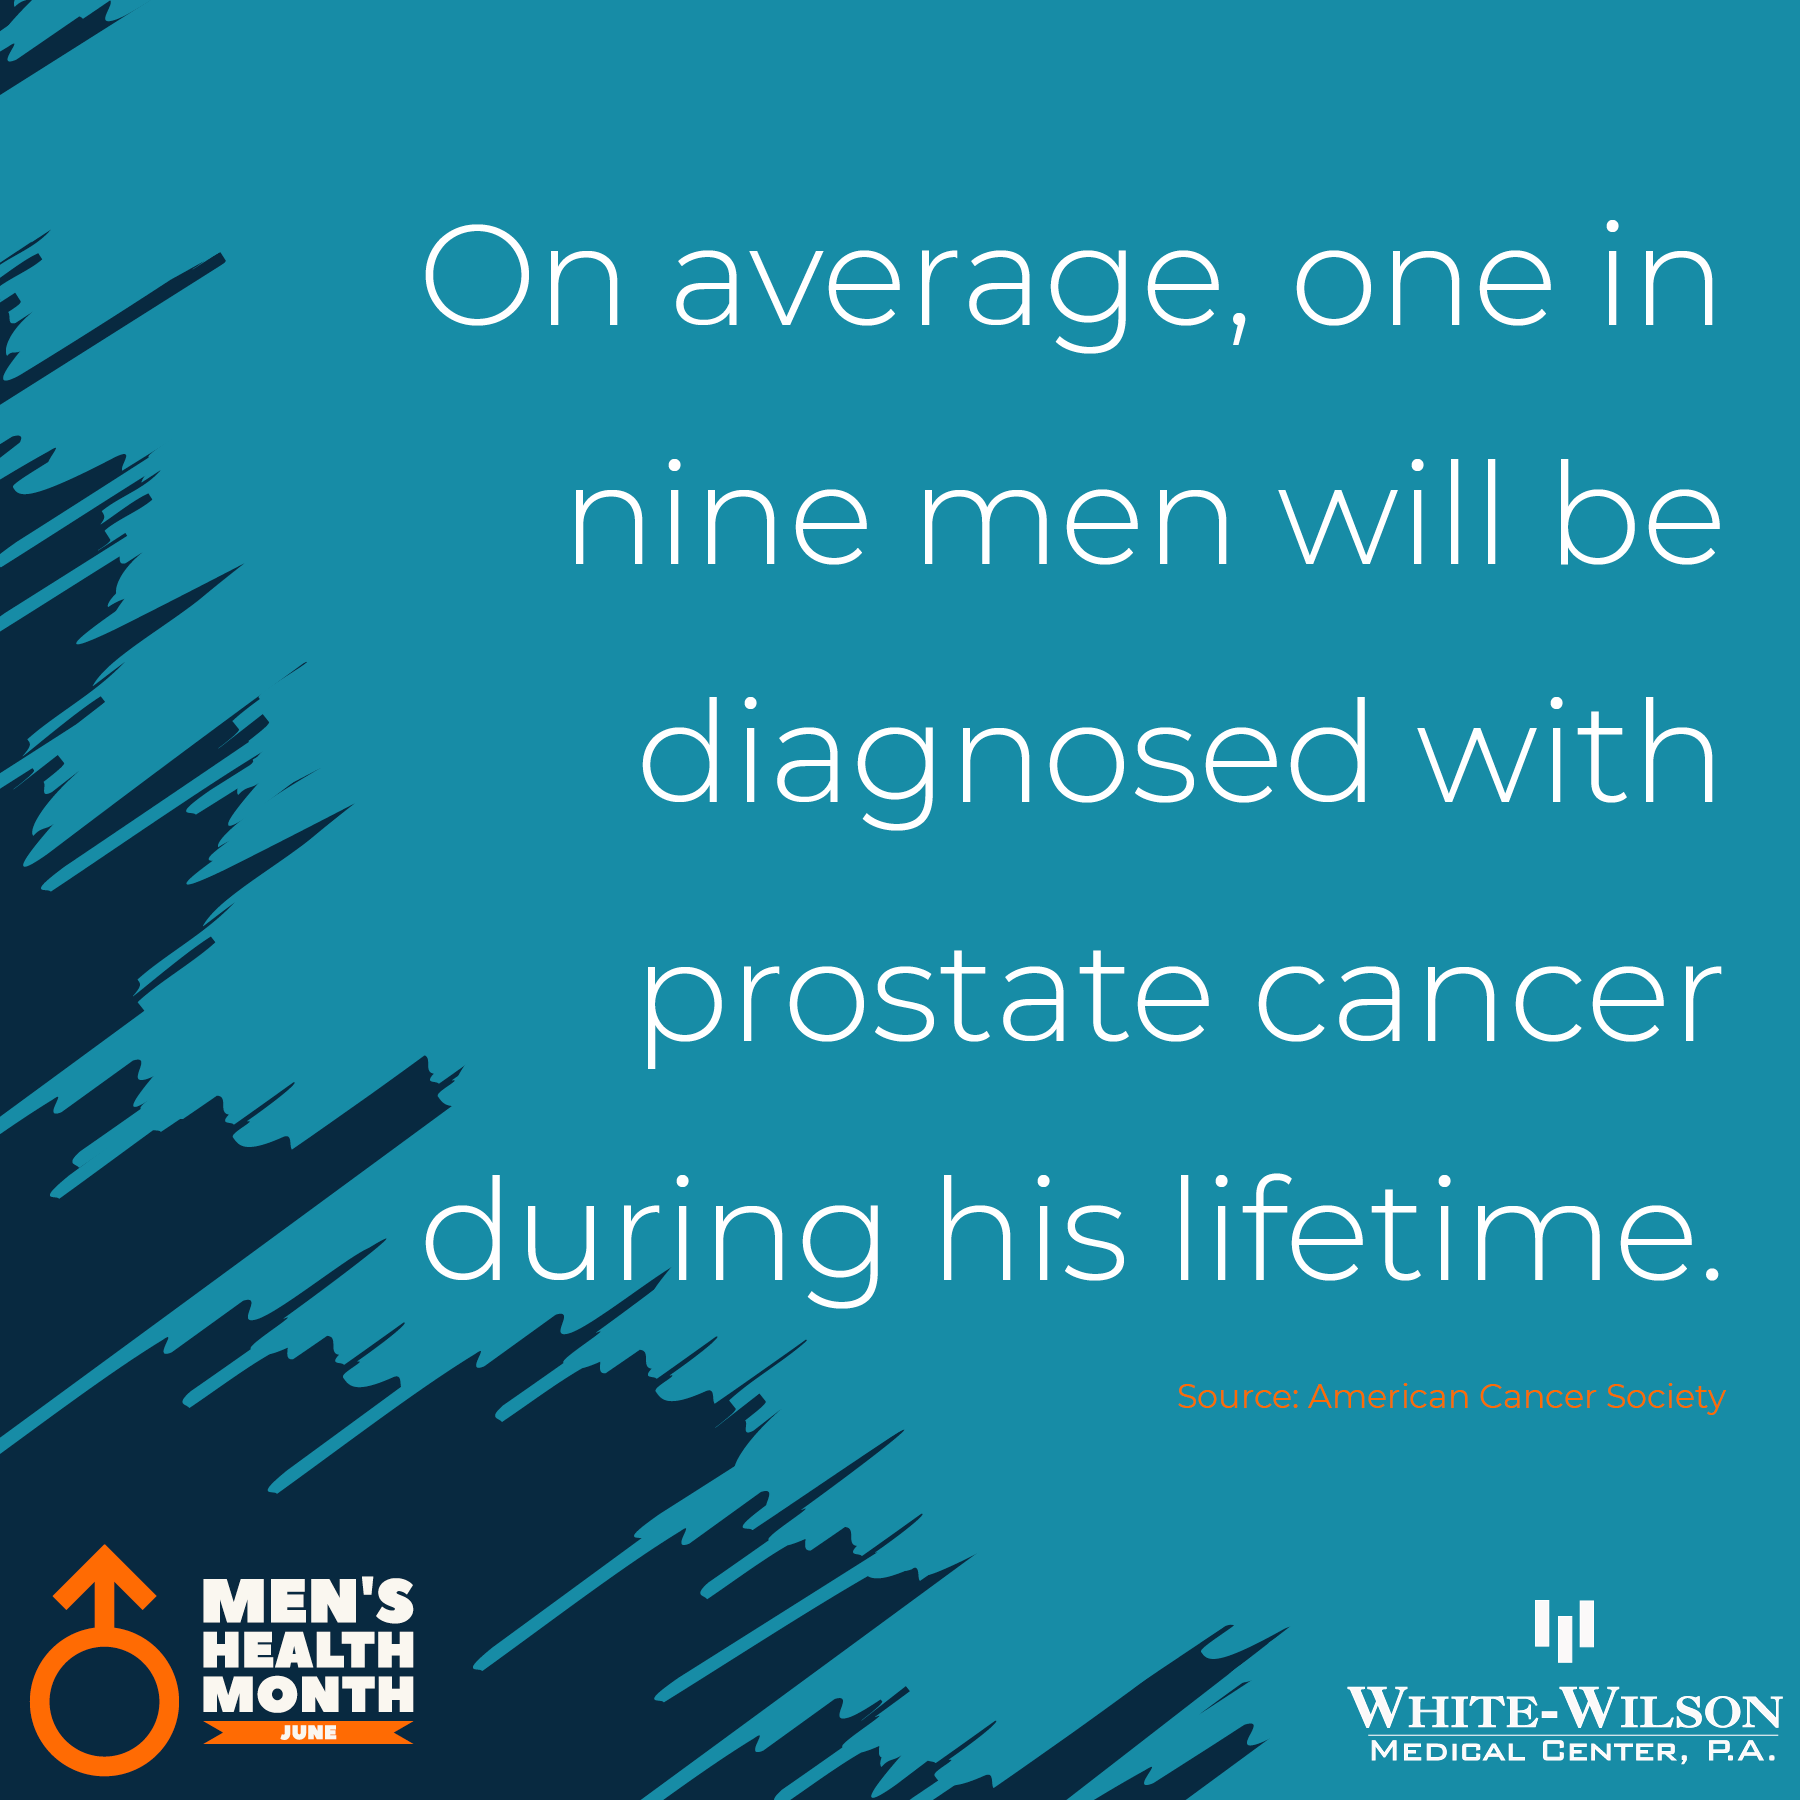 On average, one in
nine men will be
diagnosed with
prostate cancer
during his lifetime.
Source: American Cancer Society
MEN'S
HEALTH
MONTH
JUNE
WHITE-WILSON
MEDICAL CENTER, P.A.